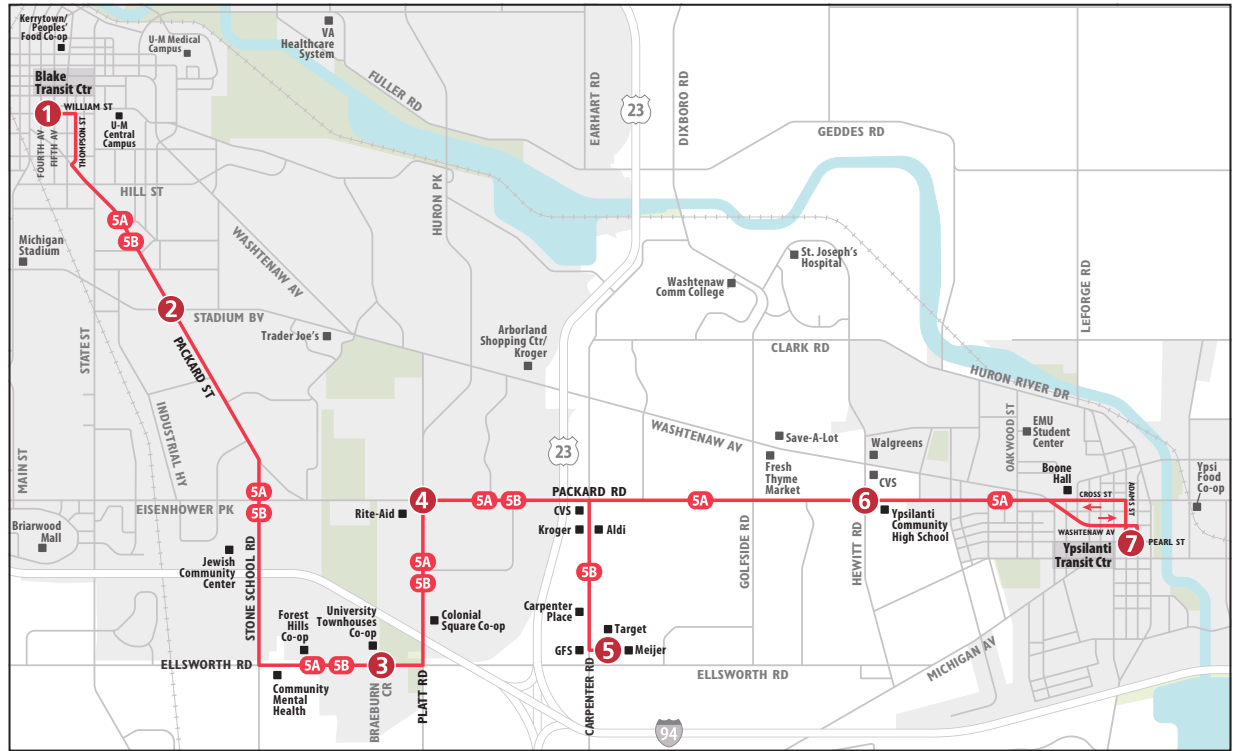 Kerrytown/
Peoples'
Food Co-op
U-M Medical
Campus
VA
Healthcare
System
FULLER RD
EARHART RD
23
DIXBORO RD
GEDDES RD
Blake
Transit Ctr
1
WILLIAM ST
FOURTH AV
FIFTH AV
THOMPSON ST
U-M
Central
Campus
HILL ST
HURON PK
5A
5B
Michigan
Stadium
WASHTENAW AV
St. Joseph's
Hospital
Washtenaw
Comm College
LEFORGE RD
2
STADIUM BV
Trader Joe's
Arborland
Shopping Ctr/
Kroger
CLARK RD
STATE ST
PACKARD ST
HURON RIVER DR
INDUSTRIAL HY
MAIN ST
23
WASHTENAW AV
Save-A-Lot
Fresh
Thyme
Market
Walgreens
CVS
OAKWOOD ST
EMU
Student
Center
Boone
Hall
Ypsi
Food
Co-op
5A
5B
EISENHOWER PK
4
Rite-Aid
5A
5B
PACKARD RD
5A
6
5A
CROSS ST
ADAMS ST
WASHTENAW AV
7
PEARL ST
Ypsilanti
Transit Ctr
CVS
Kroger
Aldi
Ypsilanti
Community
High School
Briarwood
Mall
Jewish
Community
Center
STONE SCHOOL RD
5A
5B
5B
GOLFSIDE RD
HEWITT RD
Forest
Hills
Co-op
University
Townhouses
Co-op
Colonial
Square Co-op
Carpenter
Place
Target
GFS
5
Meijer
ELLSWORTH RD
5A
5B
3
ELLSWORTH RD
MICHIGAN AV
Community
Mental
Health
BRAEBURN
CR
PLATT RD
CARPENTER RD
94